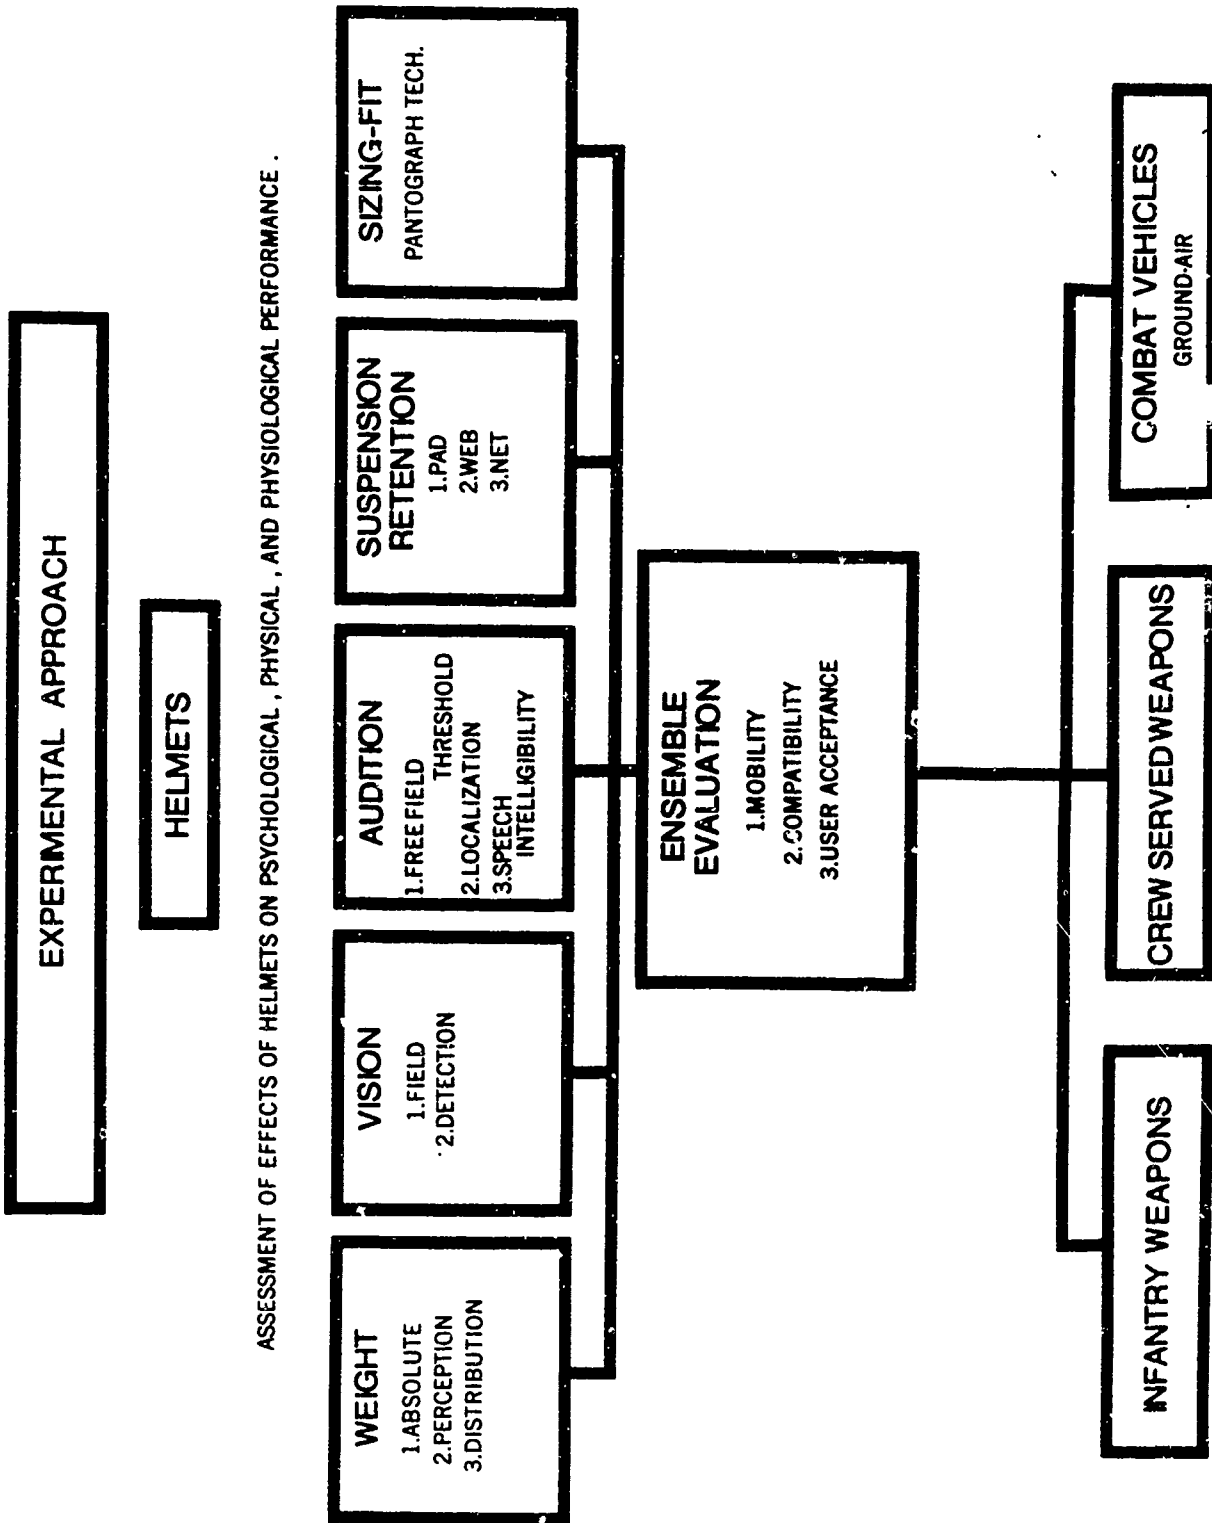 EXPERIMENTAL APPROACH
HELMETS
ASSESSMENT OF EFFECTS OF HELMETS ON PSYCHOLOGICAL, PHYSICAL, AND PHYSIOLOGICAL PERFORMANCE.
WEIGHT
1.ABSOLUTE
2.PERCEPTION
3.DISTRIBUTION
VISION
1.FIELD
2.DETECTION
AUDITION
1.FREE FIELD
THRESHOLD
2.LOCALIZATION
3.SPEECH
INTELLIGIBILITY
SUSPENSION
RETENTION
1.PAD
2.WEB
3.NET
SIZING-FIT
PANTOGRAPH TECH.
ENSEMBLE
EVALUATION
1.MOBILITY
2.COMPATIBILITY
3.USER ACCEPTANCE
INFANTRY WEAPONS
CREW SERVED WEAPONS
COMBAT VEHICLES
GROUND-AIR